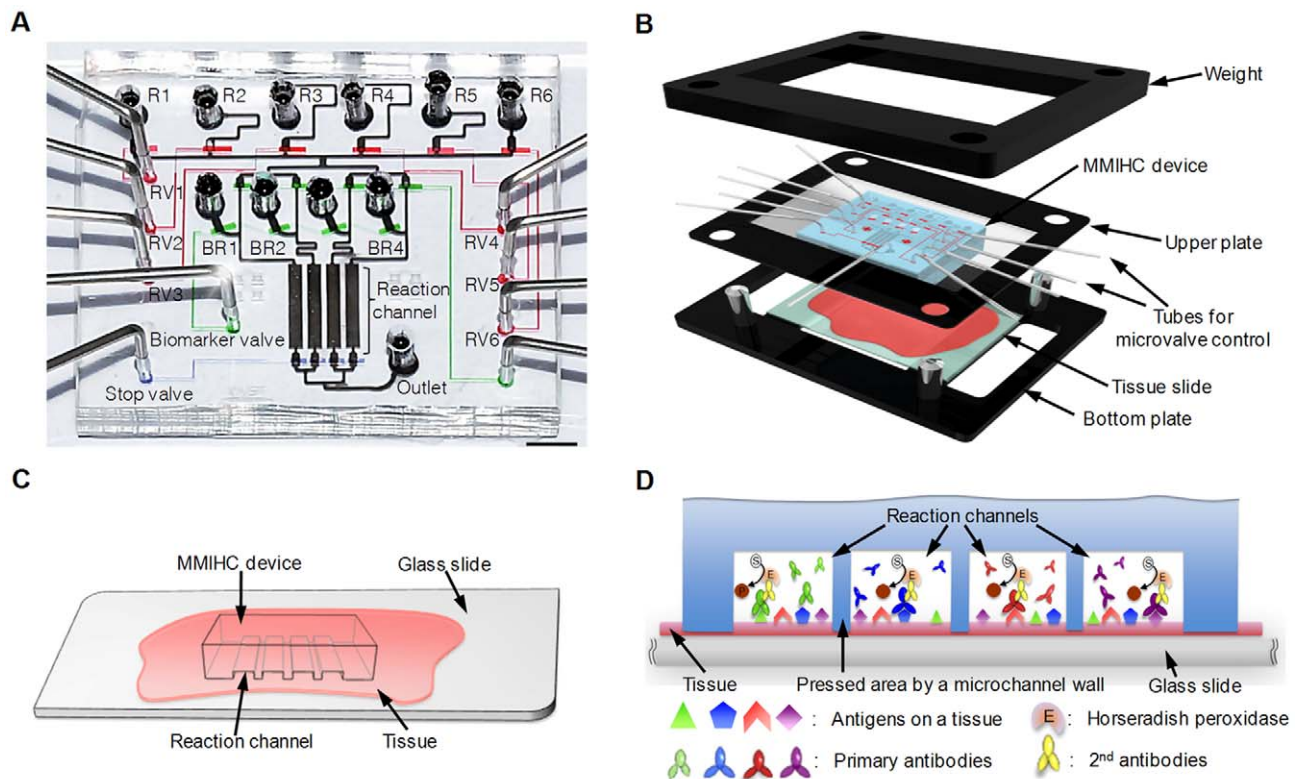 A
R1 R2 R3 R4 R5 R6
RV1
RV2
RV3
BR1 BR2 BR4
RV4
RV5
RV6
Reaction
channel
Biomarker valve
Stop valve
Outlet
B
Weight
MMIHC device
Upper plate
Tubes for
microvalve control
Tissue slide
Bottom plate
C
MMIHC device
Glass slide
Reaction channel
Tissue
D
Reaction channels
S S S S
E E E E
P
Tissue
Pressed area by a microchannel wall
Glass slide
: Antigens on a tissue
E : Horseradish peroxidase
: Primary antibodies
: 2nd antibodies